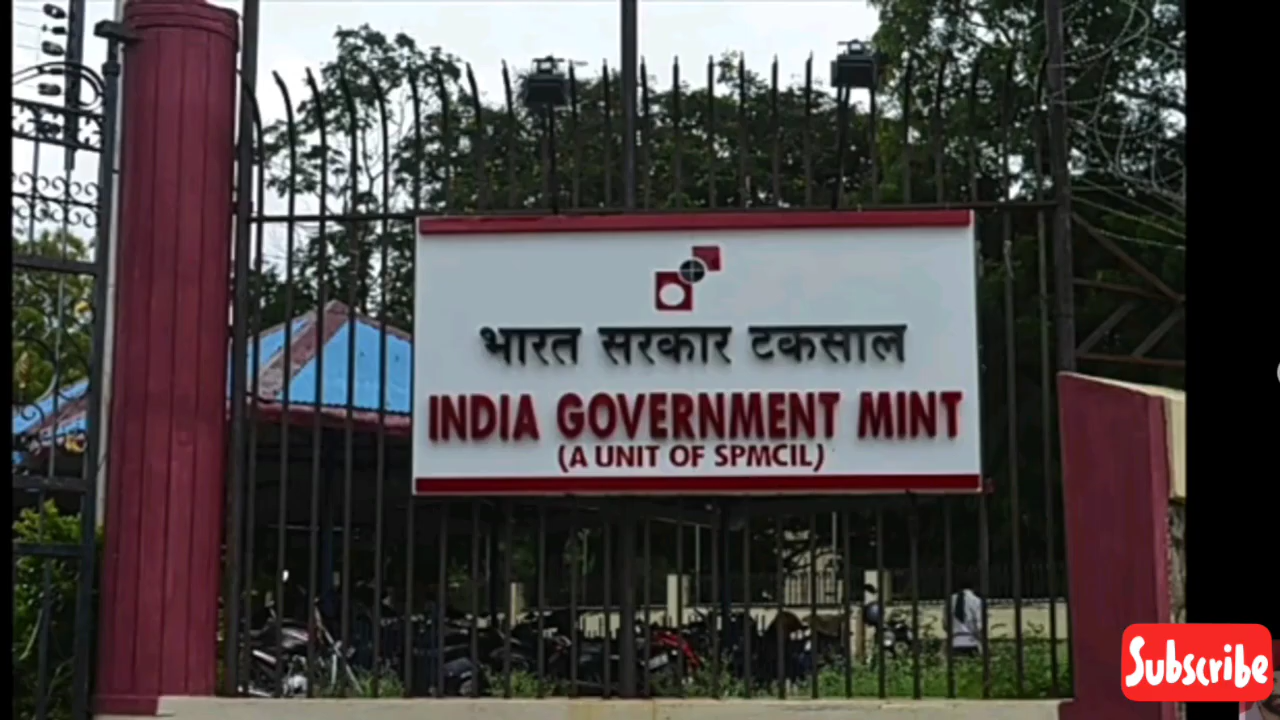 भारत सरकार टकसाल
INDIA GOVERNMENT MINT
(A UNIT OF SPMCIL)
Subscribe